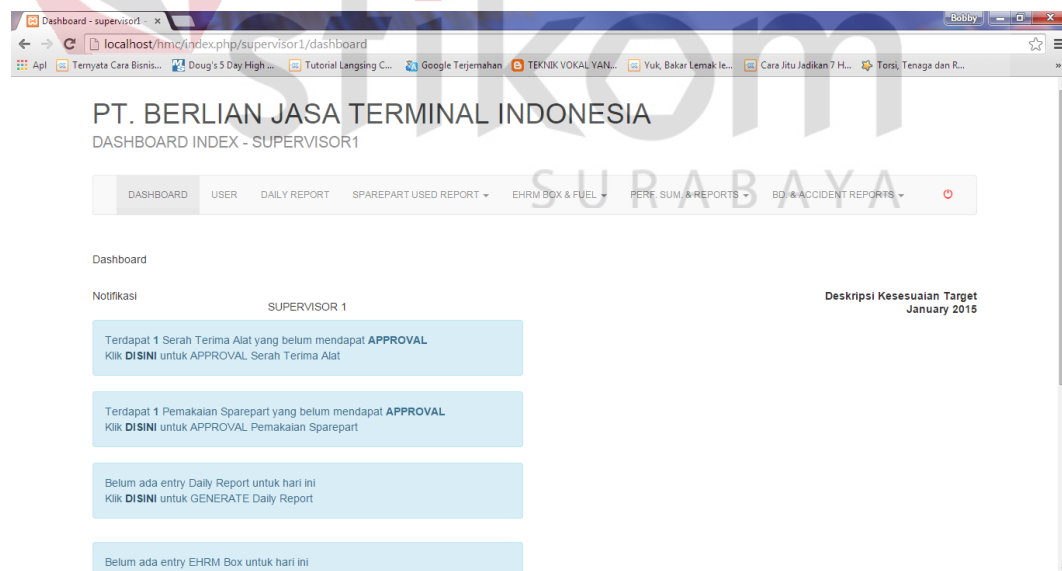 stikom
SURABAYA
Dashboard - supervisor1 -
Bobby
localhost/hmc/index.php/supervisor1/dashboard
Apl Ternyata Cara Bisnis... Doug's 5 Day High ... Tutorial Langsing C... Google Terjemahan TEKNIK VOKAL YAN... Yuk, Bakar Lemak le... Cara Jitu Jadikan 7 H... Torsi, Tenaga dan R... »
PT. BERLIAN JASA TERMINAL INDONESIA
DASHBOARD INDEX - SUPERVISOR1
DASHBOARD USER DAILY REPORT SPAREPART USED REPORT EHRM BOX & FUEL PERF. SUM. & REPORTS BD. & ACCIDENT REPORTS
Dashboard
Notifikasi
SUPERVISOR 1
Deskripsi Kesesuaian Target
January 2015
Terdapat 1 Serah Terima Alat yang belum mendapat APPROVAL
Klik DISINI untuk APPROVAL Serah Terima Alat
Terdapat 1 Pemakaian Sparepart yang belum mendapat APPROVAL
Klik DISINI untuk APPROVAL Pemakaian Sparepart
Belum ada entry Daily Report untuk hari ini
Klik DISINI untuk GENERATE Daily Report
Belum ada entry EHRM Box untuk hari ini